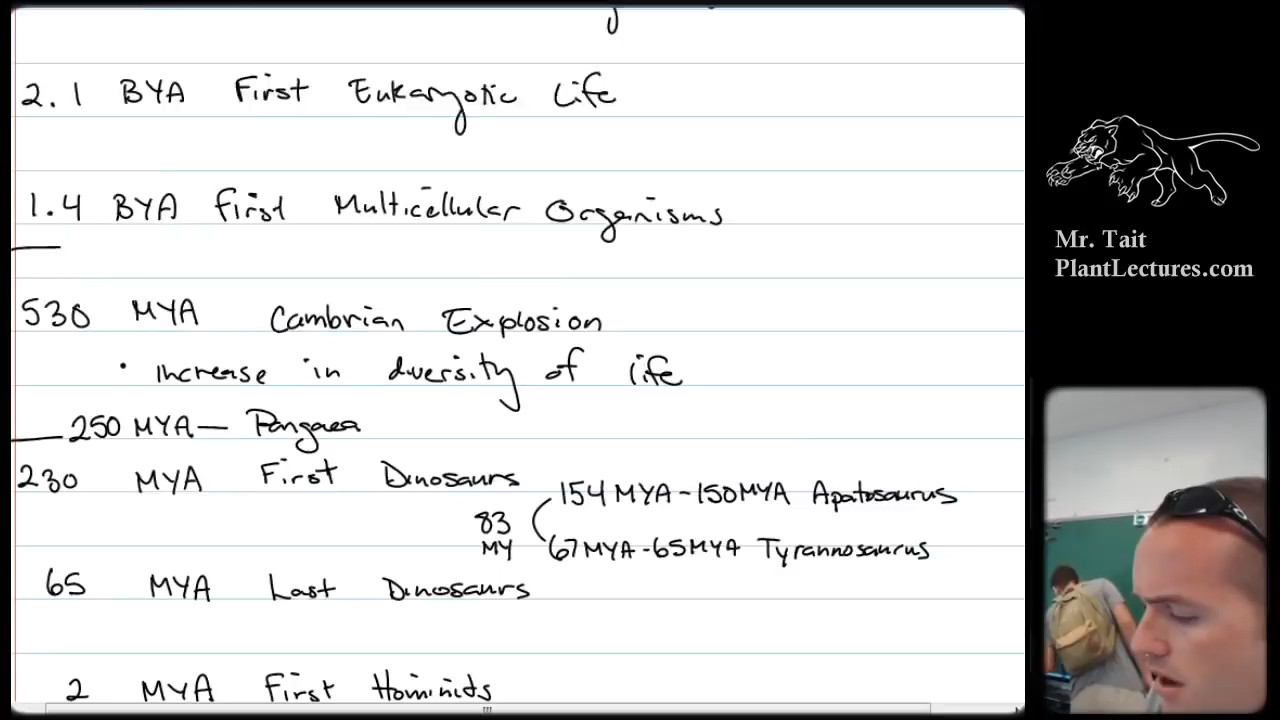 2.1 BYA First Eukaryotic Life
1.4 BYA First Multicellular Organisms
530 MYA Cambrian Explosion
• increase in diversity of life
250 MYA— Pangaea
230 MYA First Dinosaurs
154 MYA - 150 MYA Apatosaurus
83 MY
67 MYA - 65 MYA Tyrannosaurus
65 MYA Last Dinosaurs
2 MYA First Hominids
Mr. Tait
PlantLectures.com